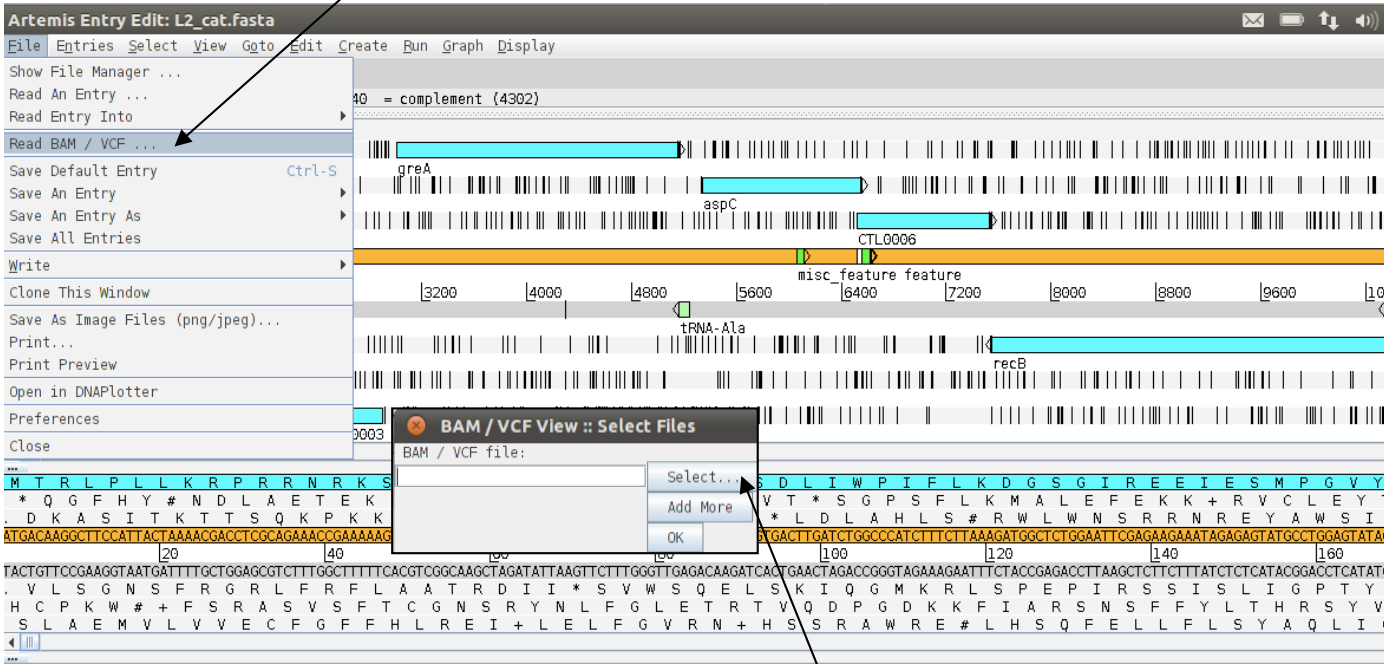 Artemis Entry Edit: L2_cat.fasta
File Entries Select View Goto Edit Create Run Graph Display
Show File Manager ...
Read An Entry ...
40 = complement (4302)
Read Entry Into
Read BAM / VCF ...
Save Default Entry Ctrl-S
greA
Save An Entry
aspC
Save An Entry As
Save All Entries
CTL0006
Write
misc_feature feature
Clone This Window
3200 4000 4800 5600 6400 7200 8000 8800 9600 10
Save As Image Files (png/jpeg)...
tRNA-Ala
Print...
Print Preview
recB
Open in DNAPlotter
Preferences
0003
Close
BAM / VCF View :: Select Files
BAM / VCF file:
Select...
Add More
OK
M T R L P L L K R P R R N R K S
S D L I W P I F L K D G S G I R E E I E S M P G V Y
* Q G F H Y # N D L A E T E K
V T * S G P S F L K M A L E F E K K + R V C L E Y
. D K A S I T K T T S Q K P K K
* L D L A H L S # R W L W N S R R N R E Y A W S I
20 40 60 80 100 120 140 160
. V L S G N S F R G R L F R F L A A T R D I I * S V W S Q E L S K I Q G M K R L S P E P I R S S I S L I G P T Y
H C P K W # + F S R A S V S F T C G N S R Y N L F G L E T R T V Q D P G D K K F I A R S N S F F Y L T H R S Y V
S L A E M V L V V E C F G F F H L R E I + L E L F G V R N + H S S R A W R E # L H S Q F E L L F L S Y A Q L I